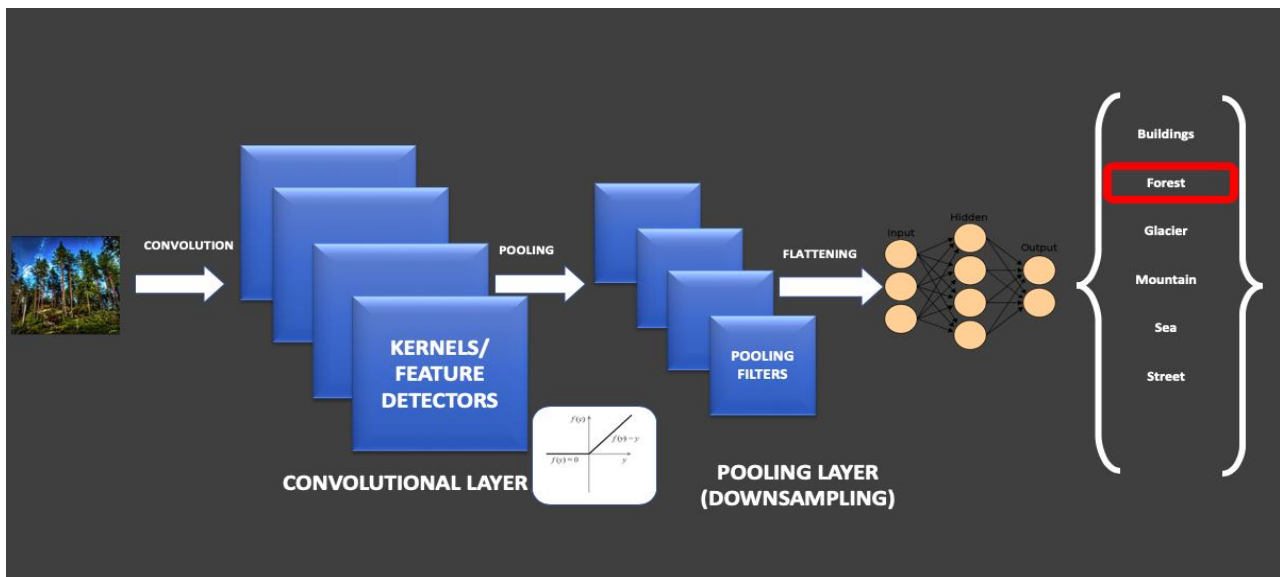 CONVOLUTION
KERNELS/
FEATURE
DETECTORS
CONVOLUTIONAL LAYER
f(y)
f(y)=y
f(y)=0
y
POOLING
POOLING
FILTERS
POOLING LAYER
(DOWNSAMPLING)
FLATTENING
Input
Hidden
Output
Buildings
Forest
Glacier
Mountain
Sea
Street